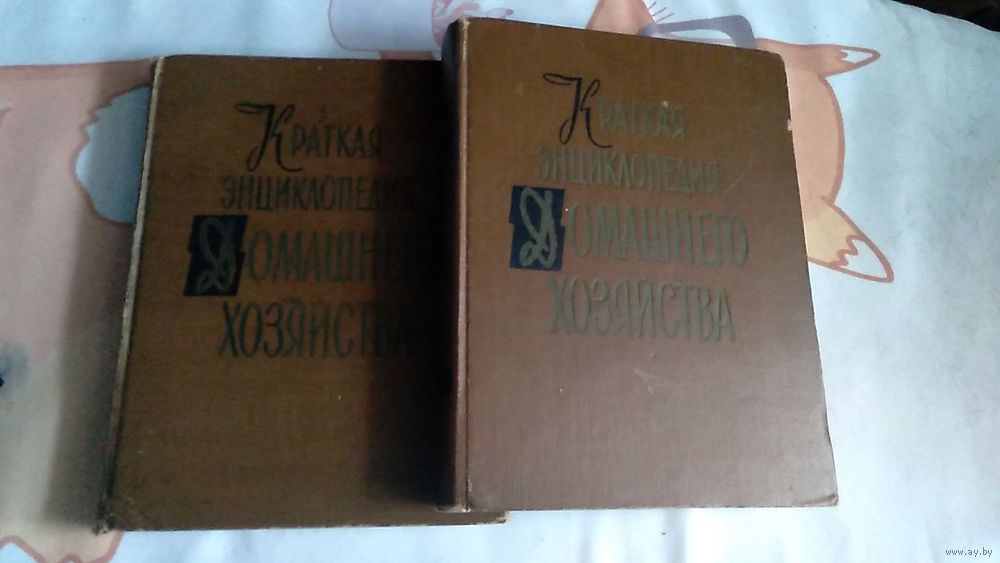 Краткая
энциклопедия
Домашнего
хозяйства
Краткая
энциклопедия
Домашнего
хозяйства
www.ay.by